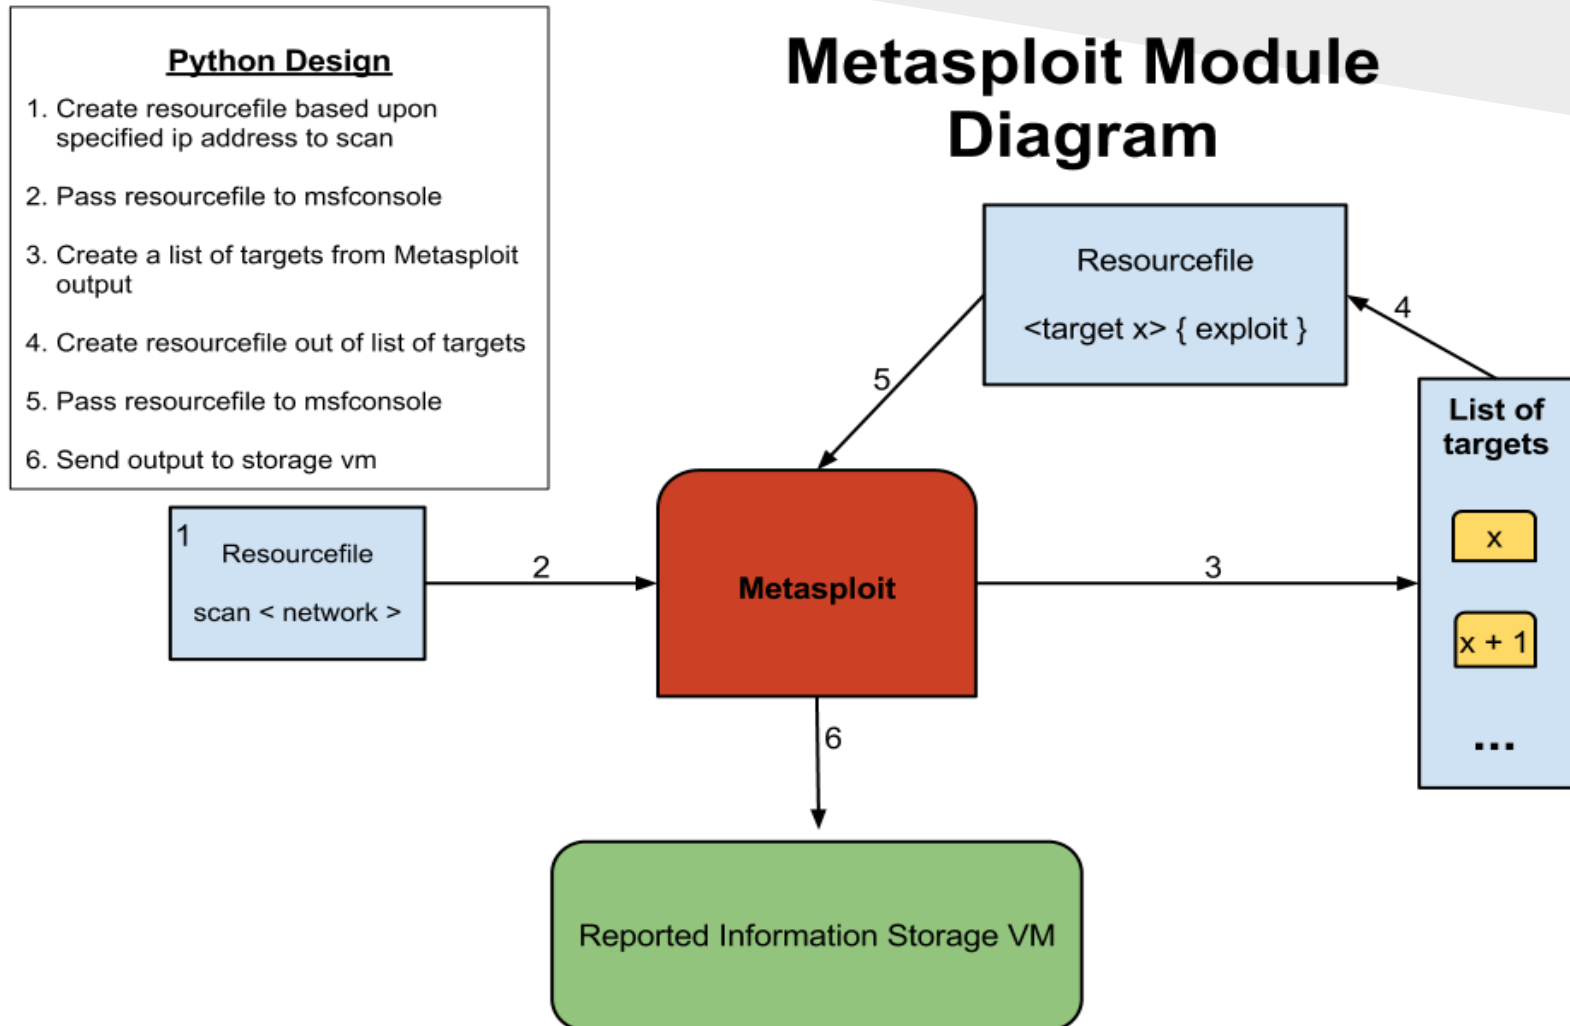 Python Design
1. Create resourcefile based upon
specified ip address to scan
2. Pass resourcefile to msfconsole
3. Create a list of targets from Metasploit
output
4. Create resourcefile out of list of targets
5. Pass resourcefile to msfconsole
6. Send output to storage vm
Metasploit Module
Diagram
Resourcefile
<target x> { exploit }
4
5
List of
targets
x
x + 1
...
1
Resourcefile
scan < network >
2
Metasploit
3
6
Reported Information Storage VM